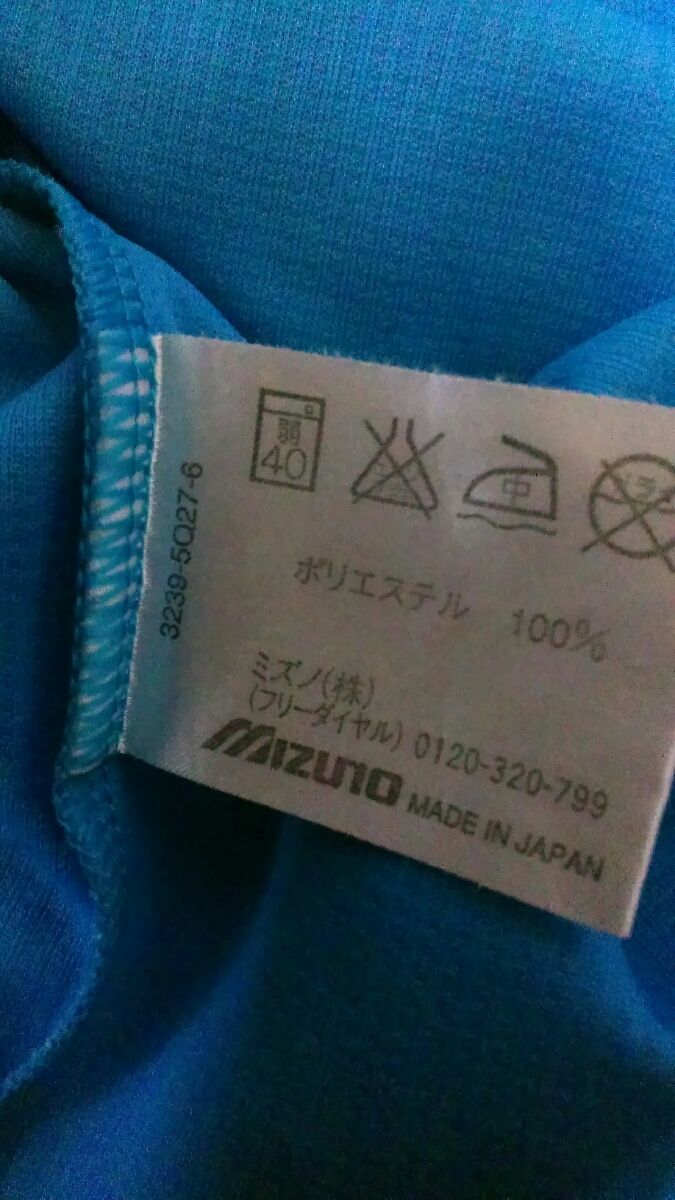 弱
40
中
3239-5Q27-6
ポリエステル 100%
ミズノ(株)
(フリーダイヤル) 0120-320-799
MIZUNO MADE IN JAPAN